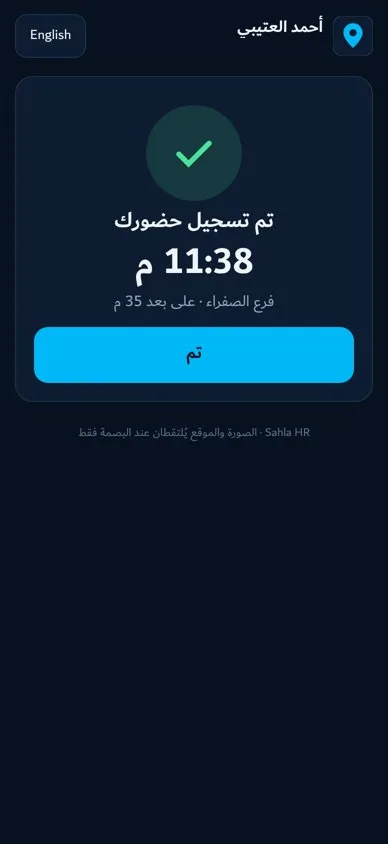 أحمد العتيبي
English
تم تسجيل حضورك
11:38 م
فرع الصفراء · على بعد 35 م
تم
Sahla HR · الصورة والموقع يُلتقطان عند البصمة فقط